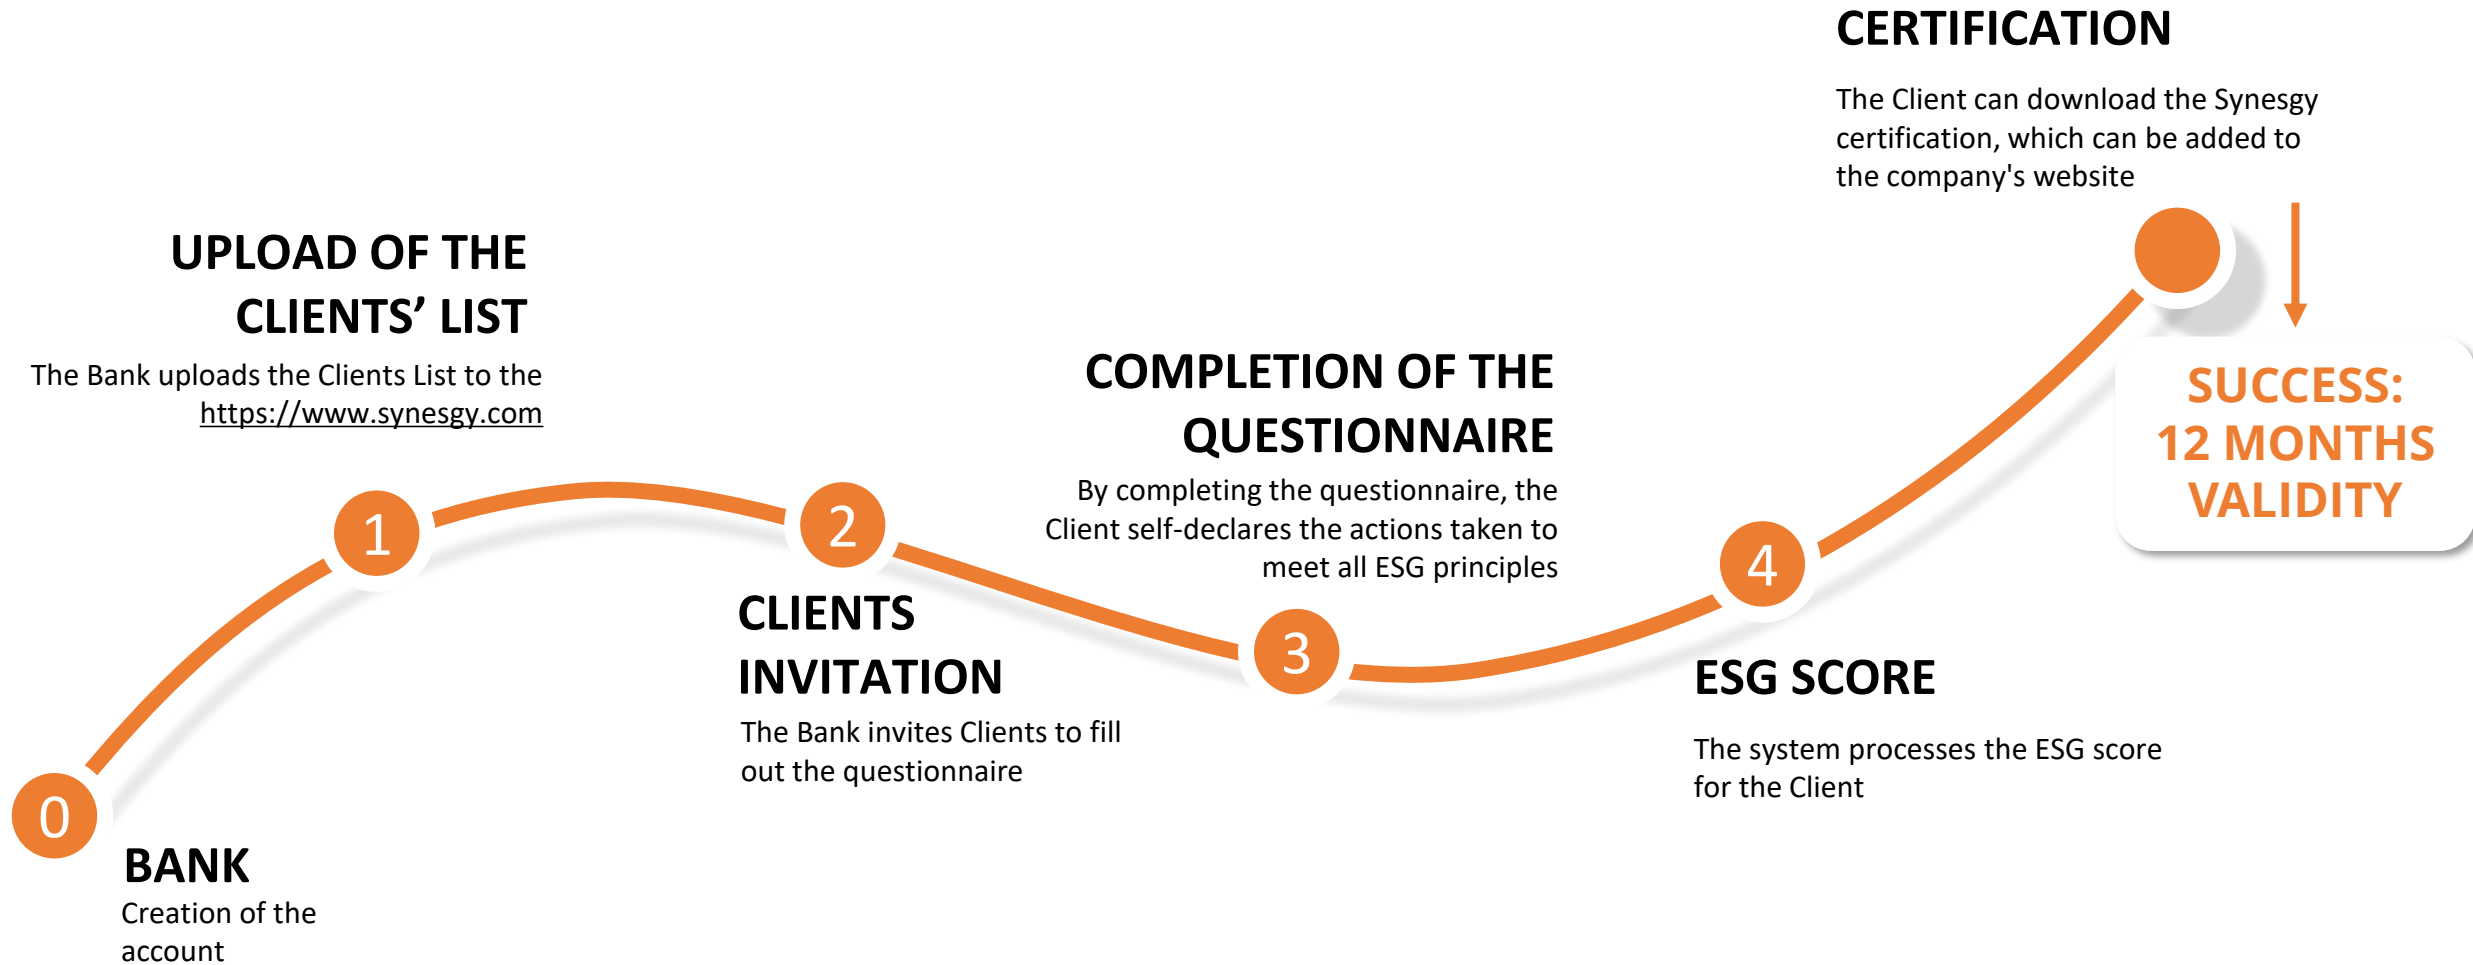 0
BANK
Creation of the
account
1
UPLOAD OF THE
CLIENTS’ LIST
The Bank uploads the Clients List to the
https://www.synesgy.com
2
CLIENTS
INVITATION
The Bank invites Clients to fill
out the questionnaire
3
COMPLETION OF THE
QUESTIONNAIRE
By completing the questionnaire, the
Client self-declares the actions taken to
meet all ESG principles
4
ESG SCORE
The system processes the ESG score
for the Client
CERTIFICATION
The Client can download the Synesgy
certification, which can be added to
the company's website
SUCCESS:
12 MONTHS
VALIDITY